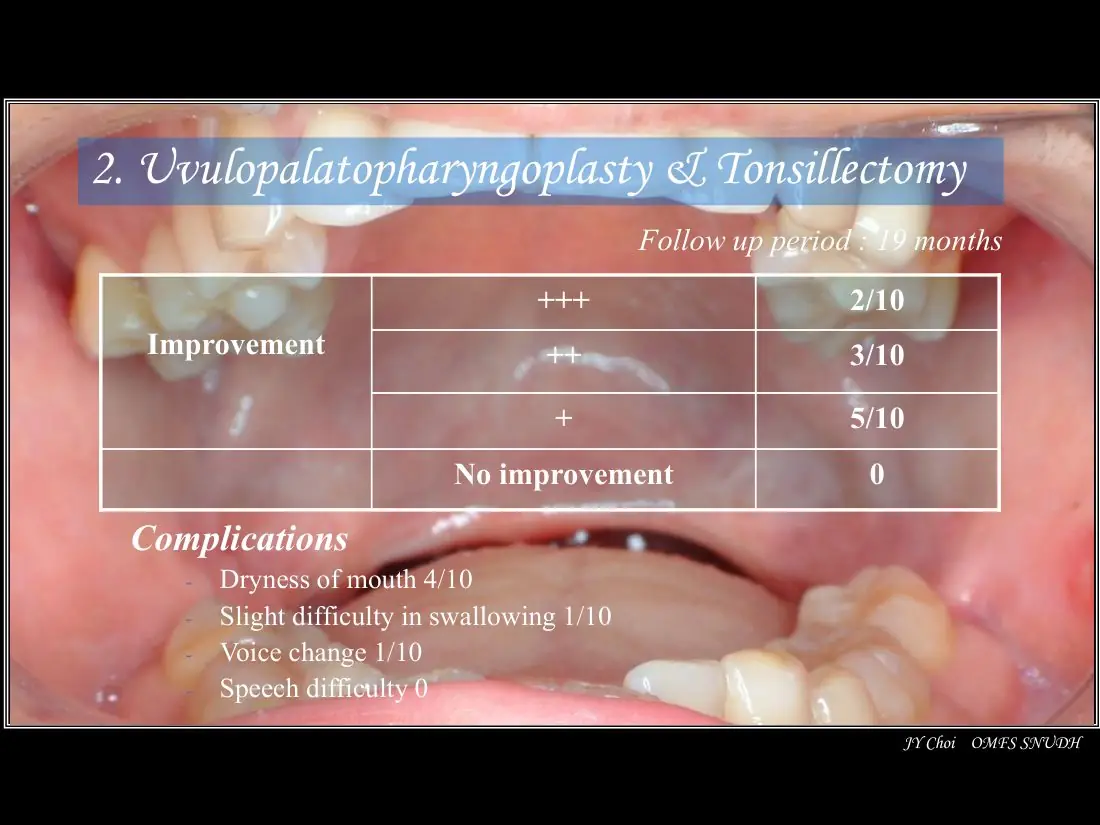 2. Uvulopalatopharyngoplasty & Tonsillectomy
Follow up period : 19 months
Improvement
+++ 2/10
++ 3/10
+ 5/10
No improvement 0
Complications
- Dryness of mouth 4/10
- Slight difficulty in swallowing 1/10
- Voice change 1/10
- Speech difficulty 0
JY Choi OMFS SNUDH